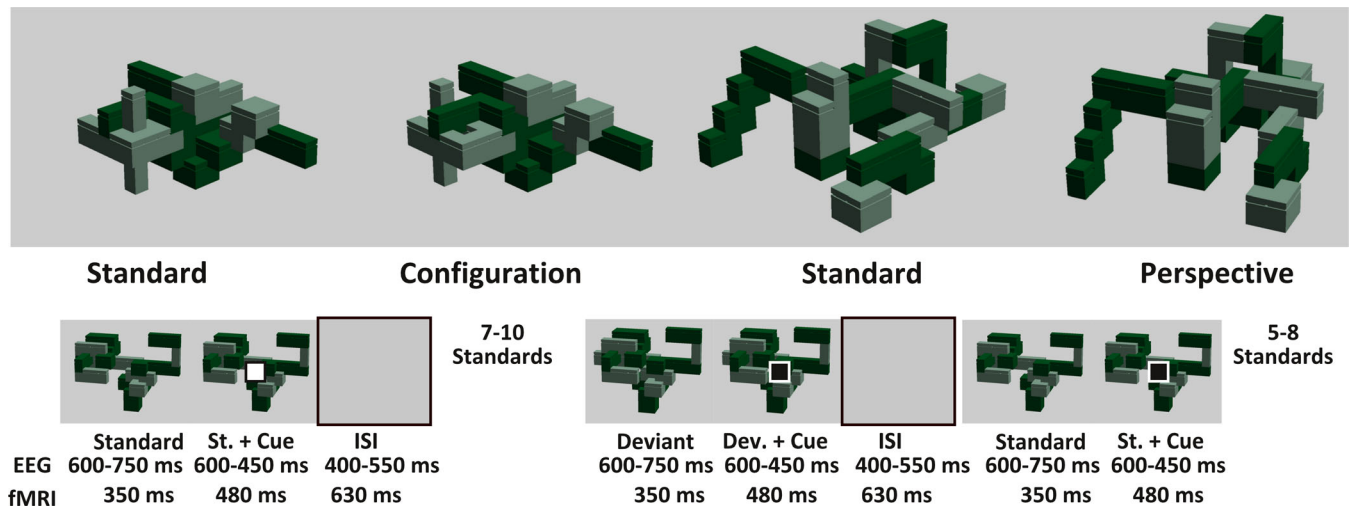 Standard Configuration Standard Perspective
7-10
Standards
5-8
Standards
Standard St. + Cue ISI Deviant Dev. + Cue ISI Standard St. + Cue
EEG 600-750 ms 600-450 ms 400-550 ms 600-750 ms 600-450 ms 400-550 ms 600-750 ms 600-450 ms
fMRI 350 ms 480 ms 630 ms 350 ms 480 ms 630 ms 350 ms 480 ms